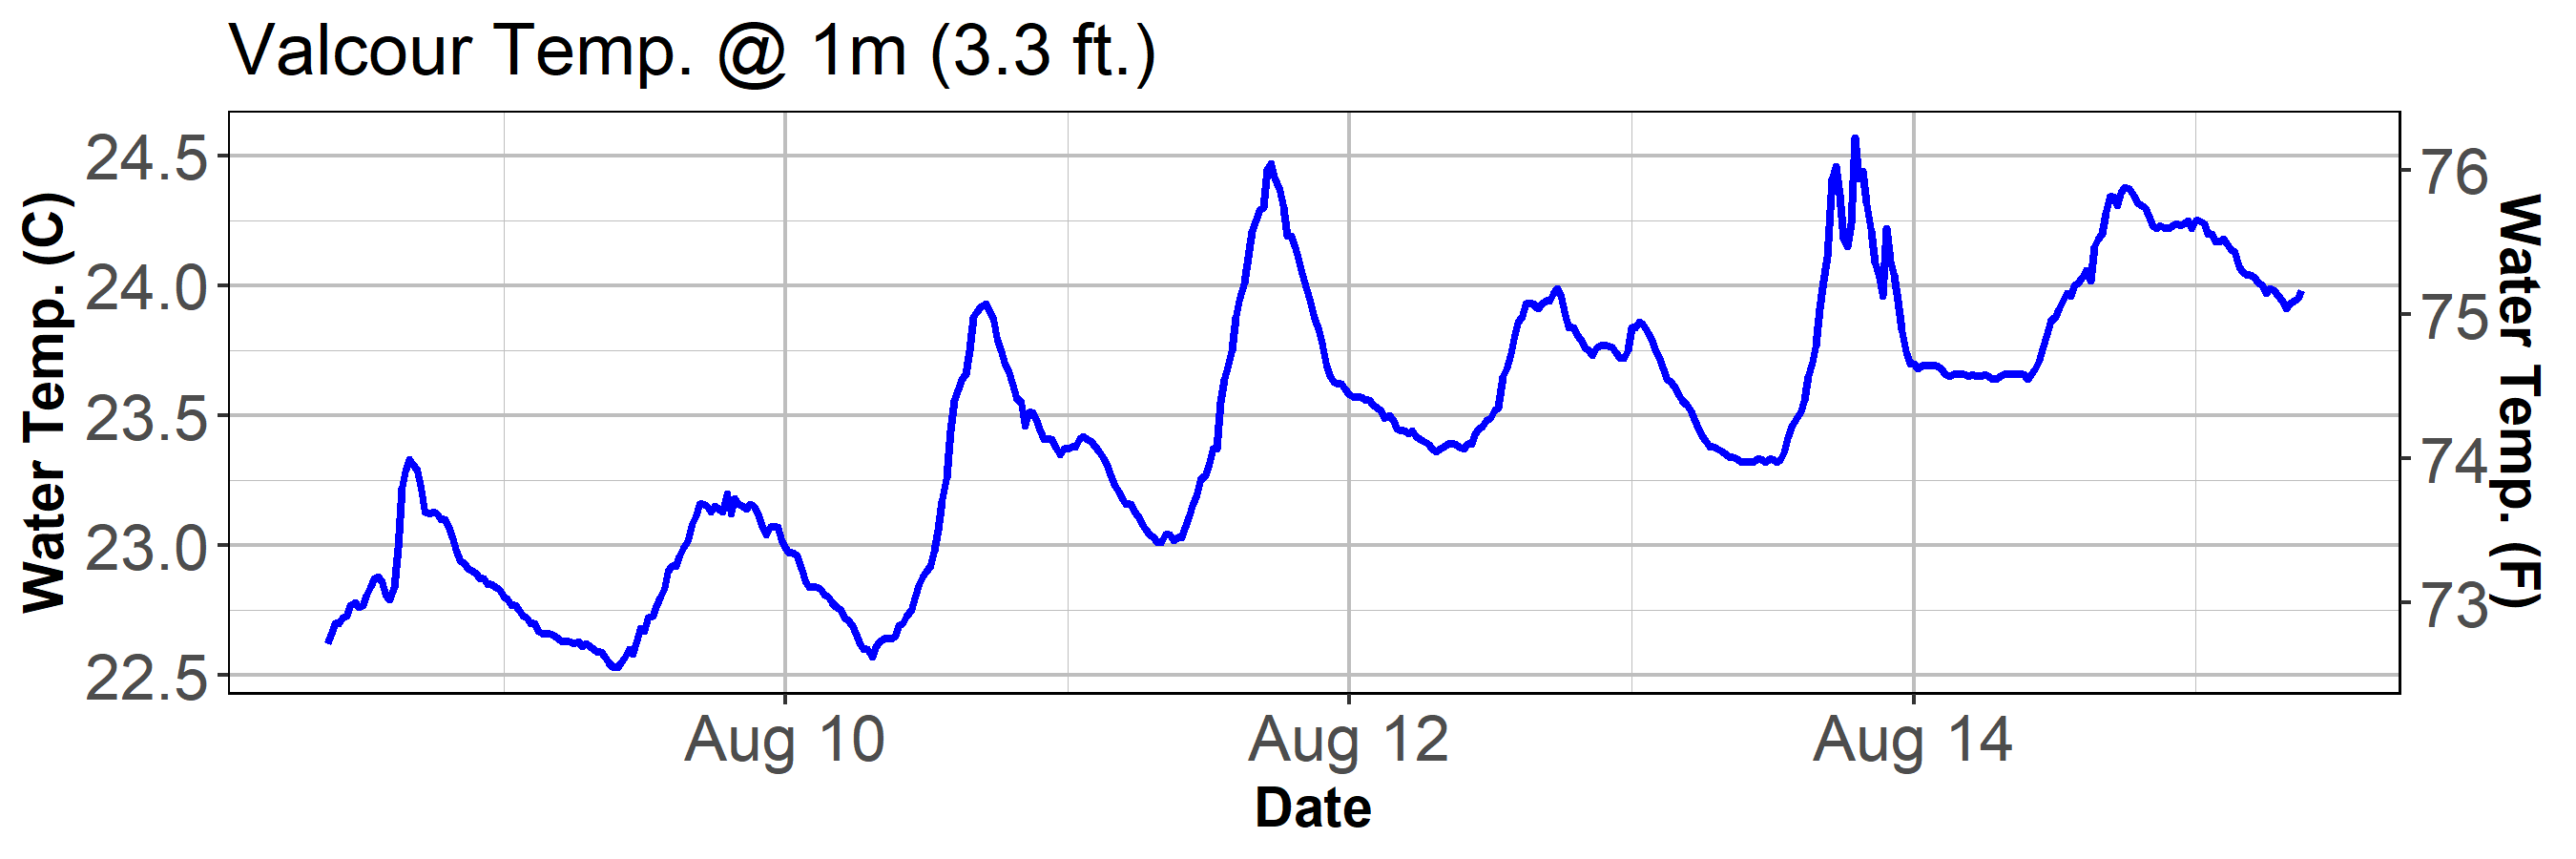 Valcour Temp. @ 1m (3.3 ft.)
Water Temp. (C)
24.5
24.0
23.5
23.0
22.5
76
75
74
73
Water Temp. (F)
Aug 10
Aug 12
Aug 14
Date